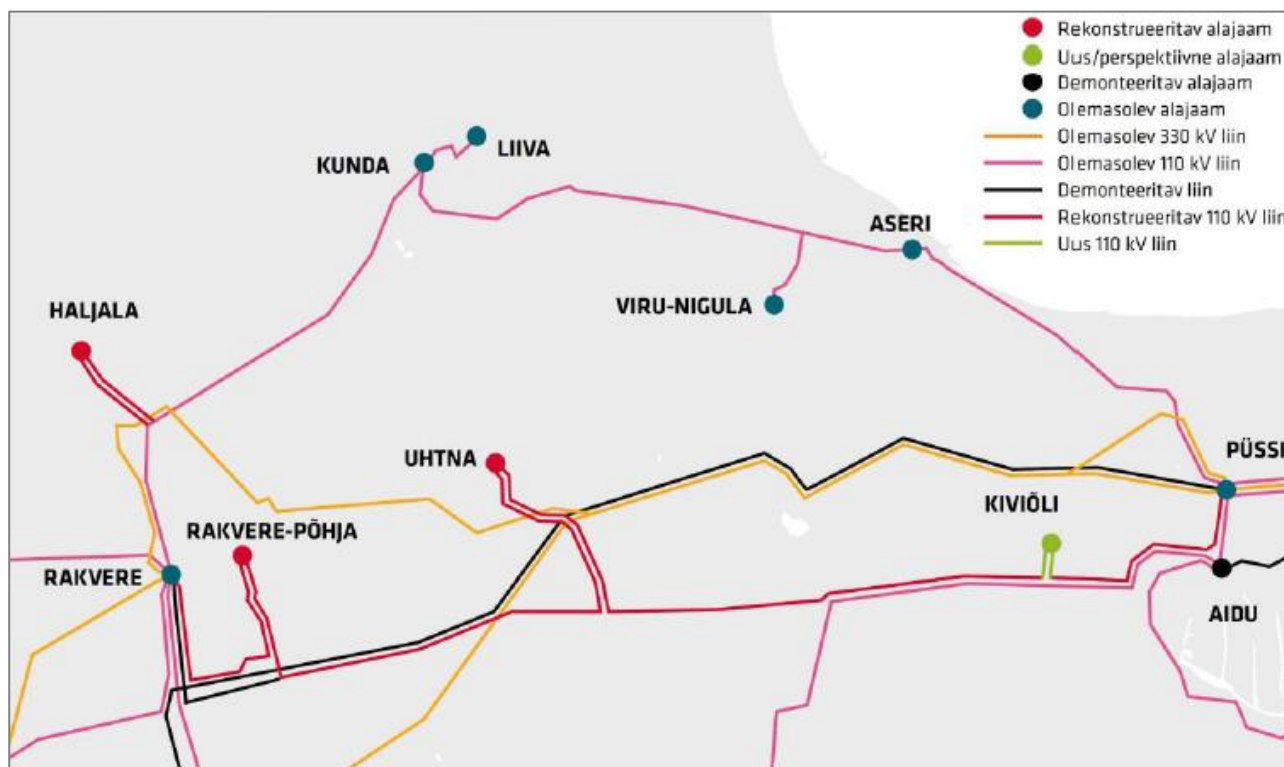 Rekonstrueeritav alajaam
Uus/perspektiivne alajaam
Demonteeritav alajaam
Olemasolev alajaam
Olemasolev 330 kV liin
Olemasolev 110 kV liin
Demonteeritav liin
Rekonstrueeritav 110 kV liin
Uus 110 kV liin
LIIVA
KUNDA
ASERI
VIRU-NIGULA
HALJALA
UHTNA
PÜSSI
KIVIÕLI
RAKVERE-PÕHJA
RAKVERE
AIDU